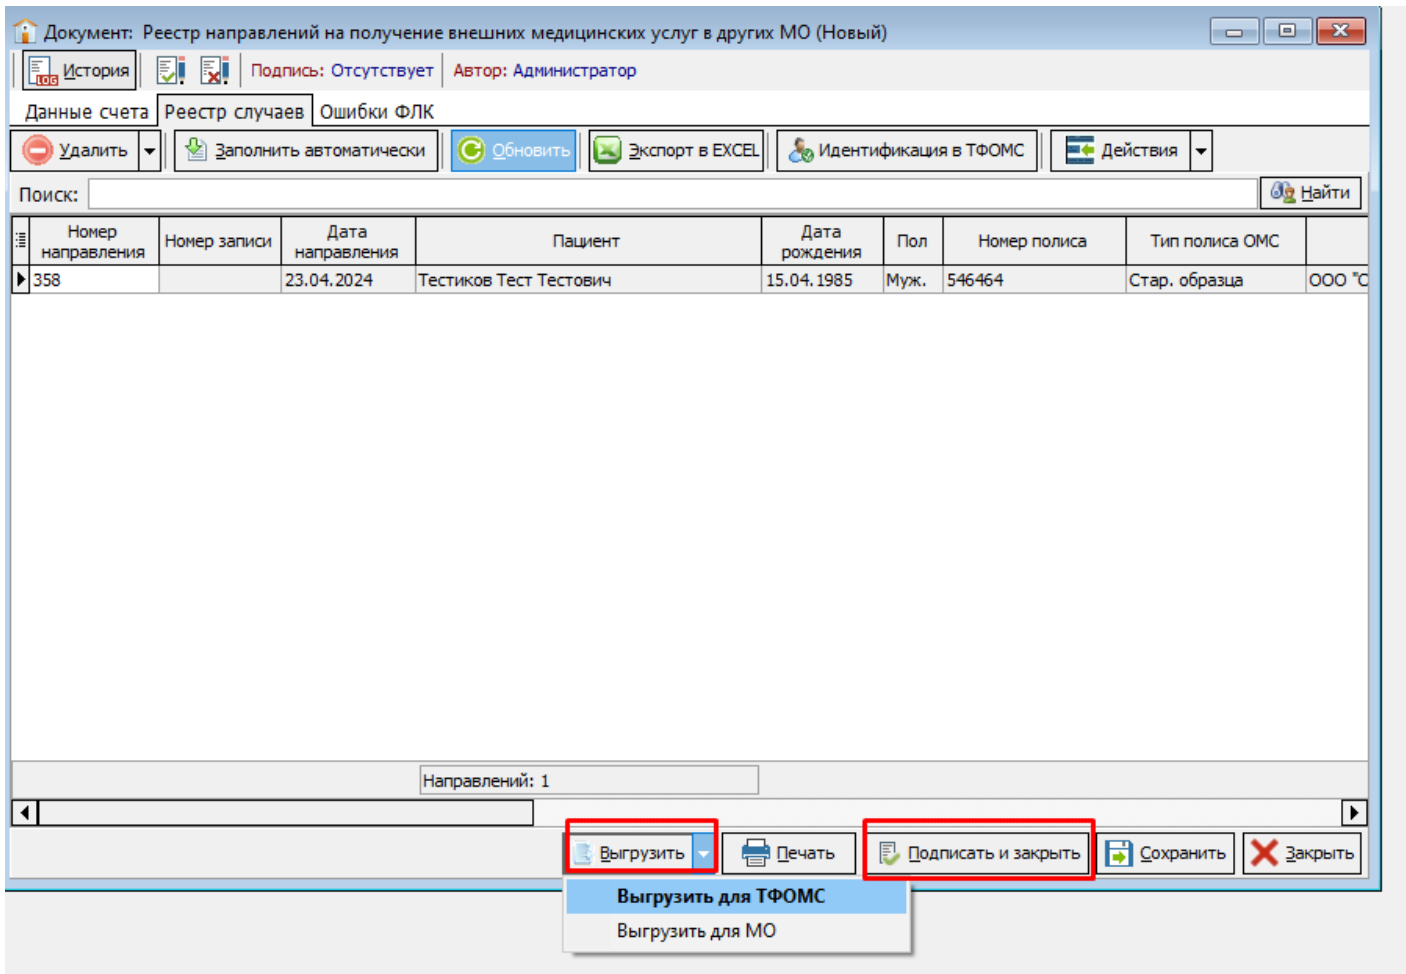 Документ: Реестр направлений на получение внешних медицинских услуг в других МО (Новый)
LOG История Подпись: Отсутствует Автор: Администратор
Данные счета Реестр случаев Ошибки ФЛК
Удалить Заполнить автоматически Обновить Экспорт в EXCEL Идентификация в ТФОМС Действия
Поиск: Найти
Номер направления Номер записи Дата направления Пациент Дата рождения Пол Номер полиса Тип полиса ОМС
358 23.04.2024 Тестиков Тест Тестович 15.04.1985 Муж. 546464 Стар. образца ООО "С
Направлений: 1
Выгрузить Печать Подписать и закрыть Сохранить Закрыть
Выгрузить для ТФОМС
Выгрузить для МО